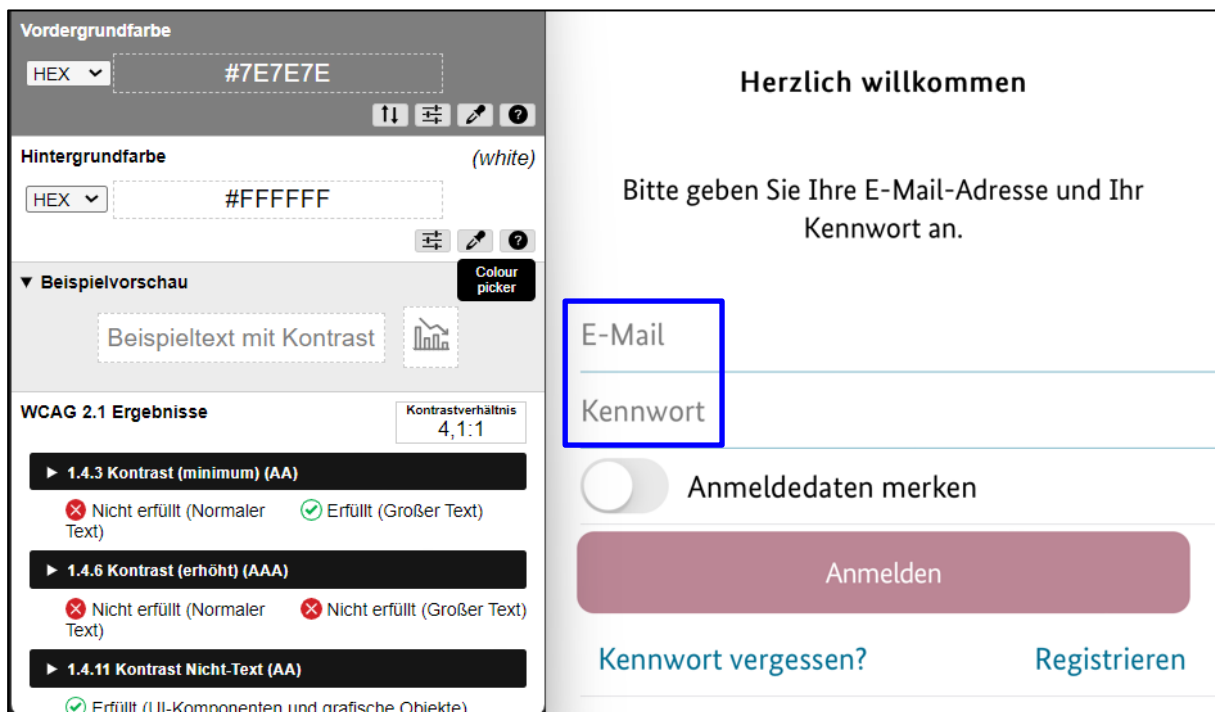 Vordergrundfarbe
HEX
#7E7E7E
Hintergrundfarbe
(white)
HEX
#FFFFFF
▼ Beispielvorschau
Colour
picker
Beispieltext mit Kontrast
WCAG 2.1 Ergebnisse
Kontrastverhältnis
4,1:1
► 1.4.3 Kontrast (minimum) (AA)
Nicht erfüllt (Normaler
Text)
Erfüllt (Großer Text)
► 1.4.6 Kontrast (erhöht) (AAA)
Nicht erfüllt (Normaler
Text)
Nicht erfüllt (Großer Text)
► 1.4.11 Kontrast Nicht-Text (AA)
Erfüllt (UI-Komponenten und grafische Objekte)
Herzlich willkommen
Bitte geben Sie Ihre E-Mail-Adresse und Ihr
Kennwort an.
E-Mail
Kennwort
Anmeldedaten merken
Anmelden
Kennwort vergessen?
Registrieren